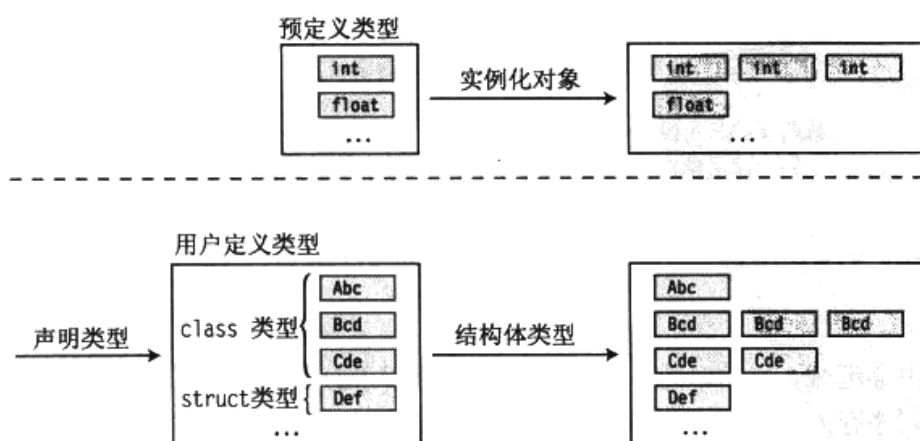 预定义类型
int
float
...
实例化对象
int int int
float
...
用户定义类型
声明类型
class 类型
Abc
Bcd
Cde
struct类型
Def
...
结构体类型
Abc
Bcd Bcd Bcd
Cde Cde
Def
...